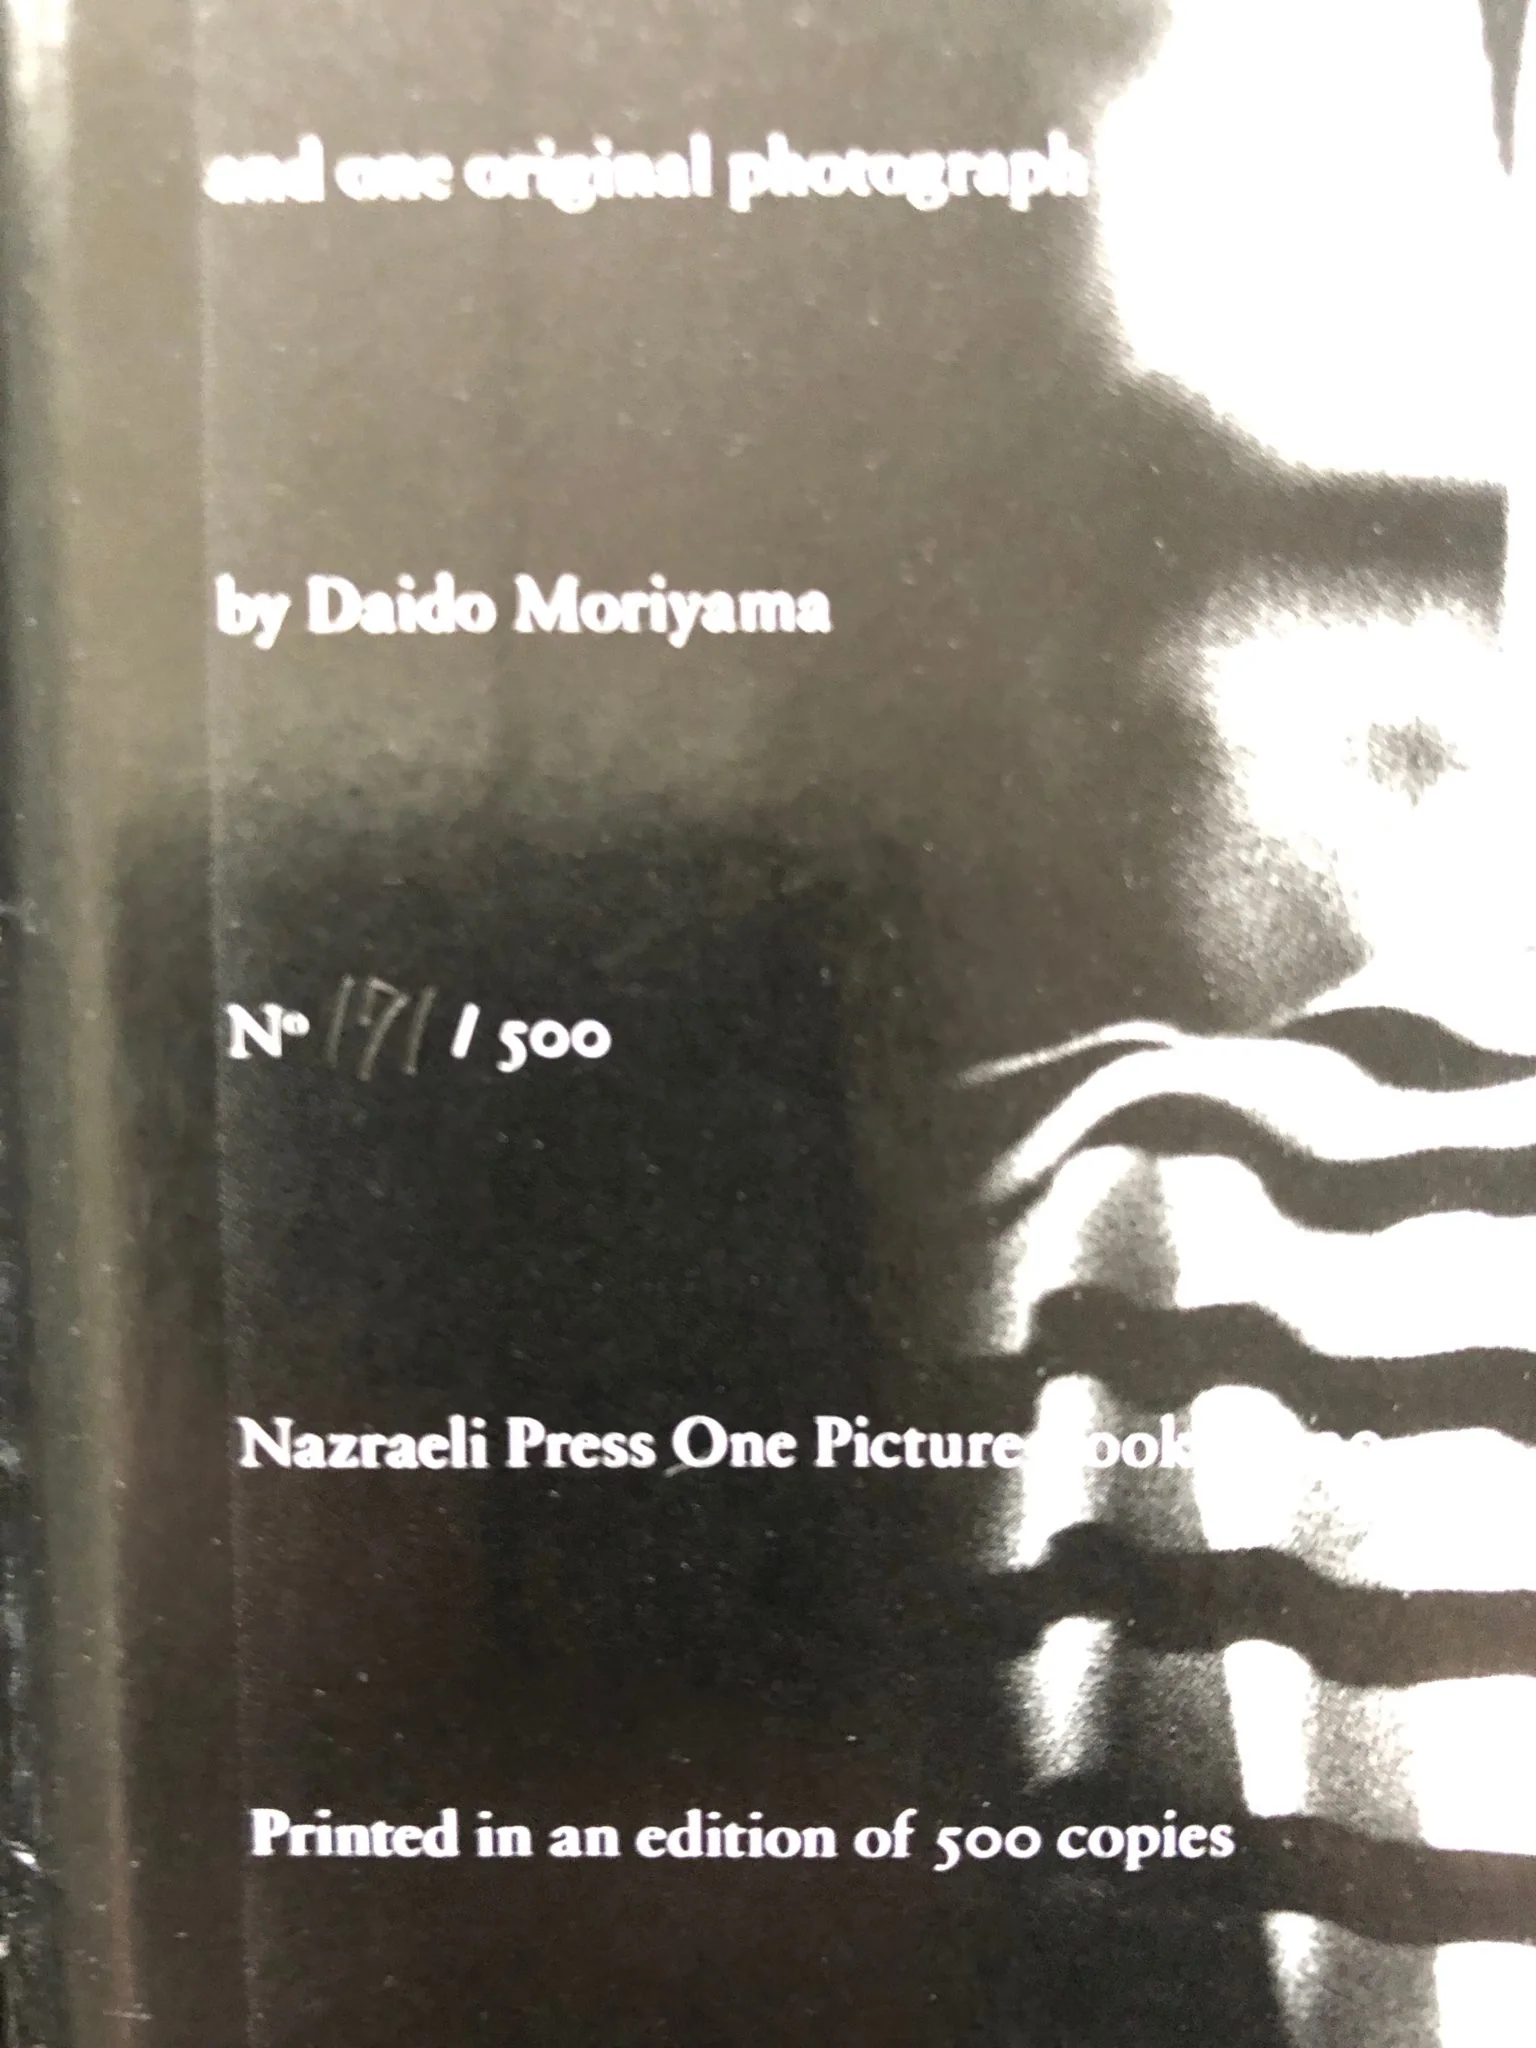 and one original photograph
by Daido Moriyama
Nº 171 / 500
Nazraeli Press One Picture Book
Printed in an edition of 500 copies